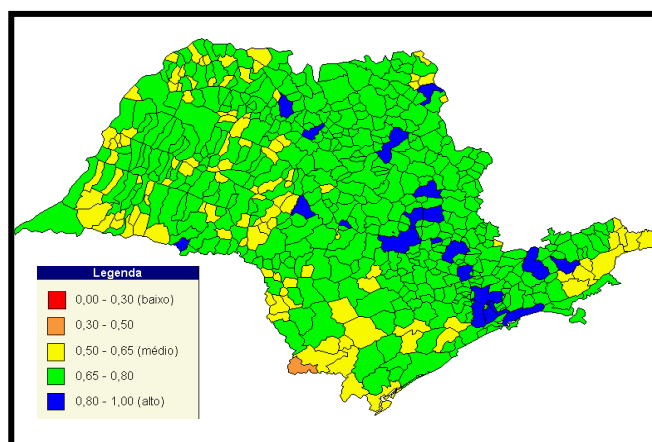 Legenda
0,00 - 0,30 (baixo)
0,30 - 0,50
0,50 - 0,65 (médio)
0,65 - 0,80
0,80 - 1,00 (alto)